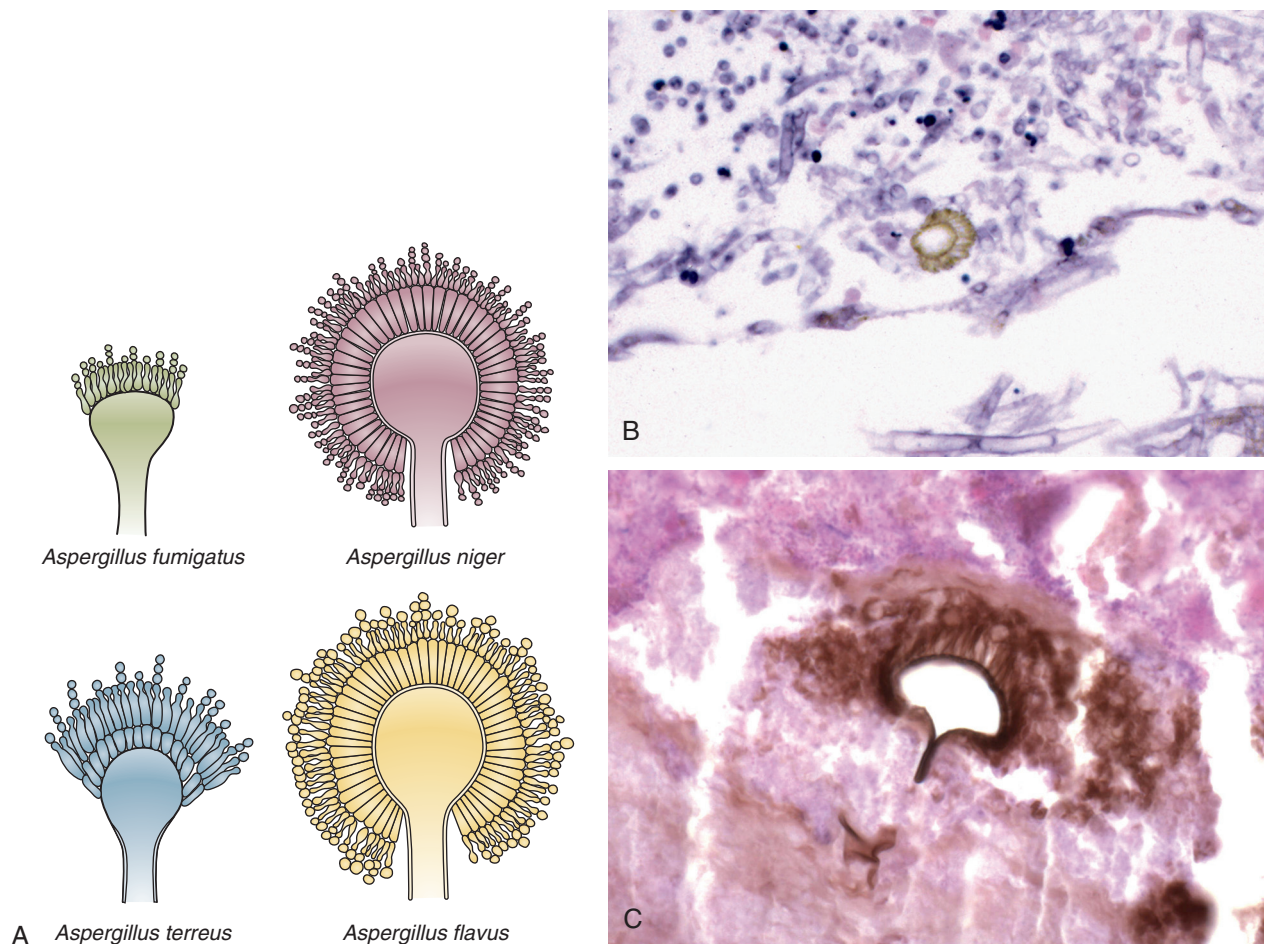 Aspergillus fumigatus
Aspergillus niger
A
Aspergillus terreus
Aspergillus flavus
B
C